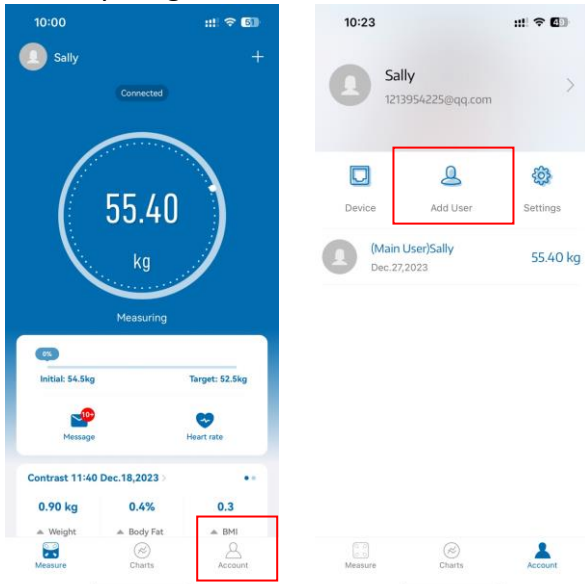 10:00
51
Sally
+
Connected
55.40
kg
Measuring
0%
Initial: 54.5kg
Target: 52.5kg
10+
Message
Heart rate
Contrast 11:40 Dec.18,2023 >
0.90 kg
0.4%
0.3
Weight
Body Fat
BMI
Measure
Charts
Account
10:23
Sally
1213954225@qq.com
Device
Add User
Settings
(Main User)Sally
55.40 kg
Dec.27,2023
Measure
Charts
Account